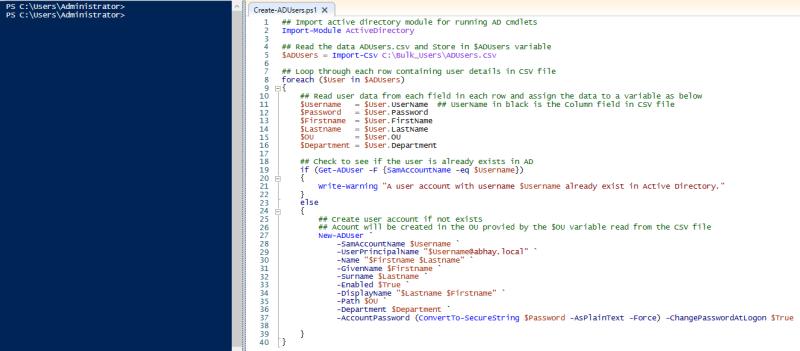 PS C:\Users\Administrator>
PS C:\Users\Administrator>
Create-ADUsers.ps1 X
1 ## Import active directory module for running AD cmdlets
2 Import-Module ActiveDirectory
3
4 ## Read the data ADUsers.csv and Store in $ADUsers variable
5 $ADUsers = Import-Csv C:\Bulk_Users\ADUsers.csv
6
7 ## Loop through each row containing user details in CSV file
8 foreach ($User in $ADUsers)
9 {
10 ## Read user data from each field in each row and assign the data to a variable as below
11 $Username = $User.UserName ## UserName in black is the Column field in CSV file
12 $Password = $User.Password
13 $Firstname = $User.FirstName
14 $Lastname = $User.LastName
15 $OU = $User.OU
16 $Department = $User.Department
17
18 ## Check to see if the user is already exists in AD
19 if (Get-ADUser -F {SamAccountName -eq $Username})
20 {
21 Write-Warning "A user account with username $Username already exist in Active Directory."
22 }
23 else
24 {
25 ## Create user account if not exists
26 ## Acount will be created in the OU provied by the $OU variable read from the CSV file
27 New-ADUser `
28 -SamAccountName $Username `
29 -UserPrincipalName "$Username@abhay.local" `
30 -Name "$Firstname $Lastname" `
31 -GivenName $Firstname `
32 -Surname $Lastname `
33 -Enabled $True `
34 -DisplayName "$Lastname $Firstname" `
35 -Path $OU `
36 -Department $Department `
37 -AccountPassword (ConvertTo-SecureString $Password -AsPlainText -Force) -ChangePasswordAtLogon $True
38
39 }
40 }